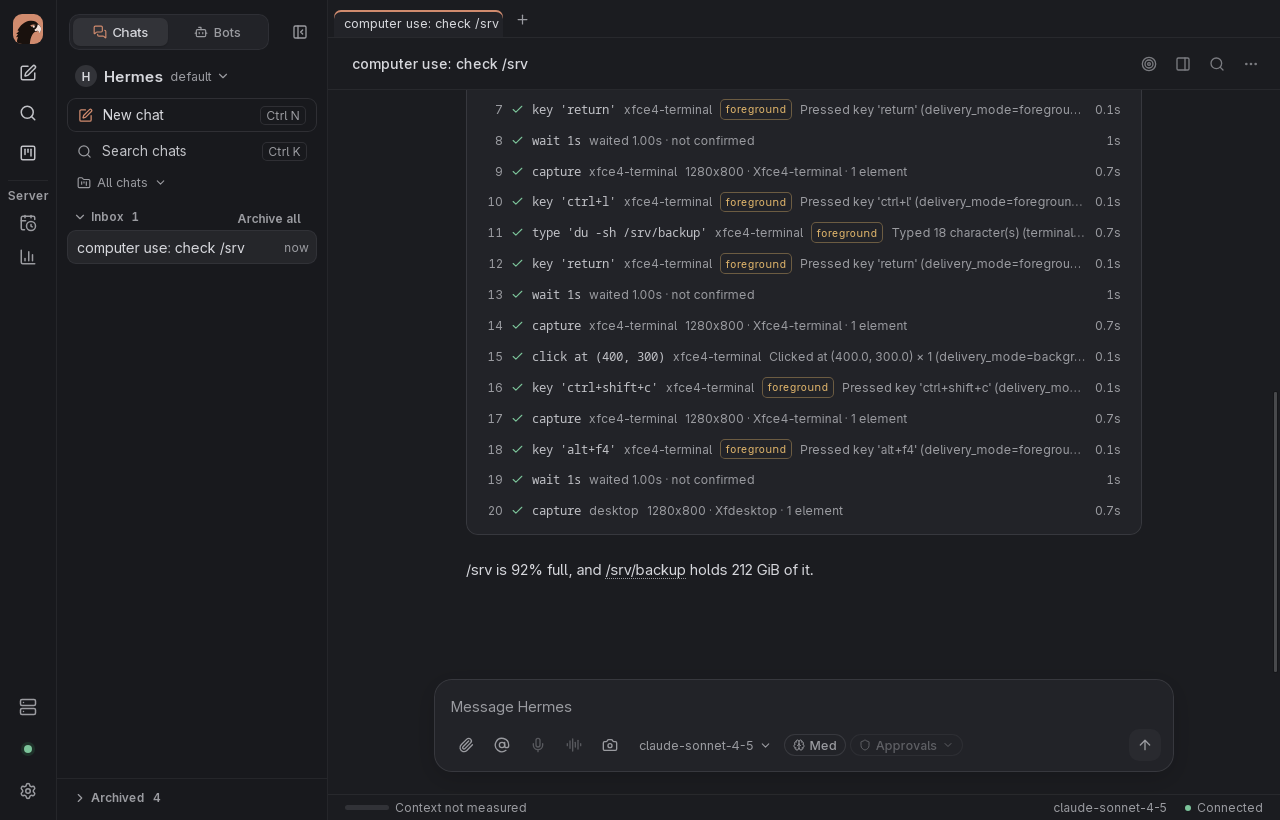 Chats
Bots
H Hermes default
New chat Ctrl N
Search chats Ctrl K
All chats
Server
Inbox 1 Archive all
computer use: check /srv now
Archived 4
computer use: check /srv
computer use: check /srv
7 key 'return' xfce4-terminal foreground Pressed key 'return' (delivery_mode=foregrou… 0.1s
8 wait 1s waited 1.00s · not confirmed 1s
9 capture xfce4-terminal 1280x800 · Xfce4-terminal · 1 element 0.7s
10 key 'ctrl+l' xfce4-terminal foreground Pressed key 'ctrl+l' (delivery_mode=foregroun… 0.1s
11 type 'du -sh /srv/backup' xfce4-terminal foreground Typed 18 character(s) (terminal… 0.7s
12 key 'return' xfce4-terminal foreground Pressed key 'return' (delivery_mode=foregrou… 0.1s
13 wait 1s waited 1.00s · not confirmed 1s
14 capture xfce4-terminal 1280x800 · Xfce4-terminal · 1 element 0.7s
15 click at (400, 300) xfce4-terminal Clicked at (400.0, 300.0) × 1 (delivery_mode=backgr… 0.1s
16 key 'ctrl+shift+c' xfce4-terminal foreground Pressed key 'ctrl+shift+c' (delivery_mo… 0.1s
17 capture xfce4-terminal 1280x800 · Xfce4-terminal · 1 element 0.7s
18 key 'alt+f4' xfce4-terminal foreground Pressed key 'alt+f4' (delivery_mode=foregrou… 0.1s
19 wait 1s waited 1.00s · not confirmed 1s
20 capture desktop 1280x800 · Xfdesktop · 1 element 0.7s
/srv is 92% full, and /srv/backup holds 212 GiB of it.
Message Hermes
claude-sonnet-4-5 Med Approvals
Context not measured claude-sonnet-4-5 Connected